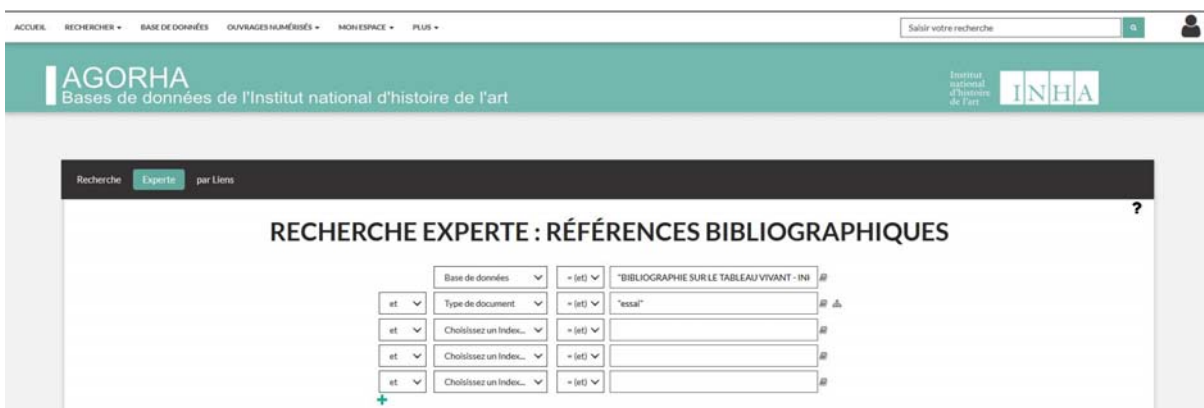 ACCUEIL RECHERCHER BASE DE DONNÉES OUVRAGES NUMÉRISÉS MON ESPACE PLUS Saisir votre recherche
AGORHA
Bases de données de l'Institut national d'histoire de l'art
Institut
national
d'histoire
de l'art
INHA
Recherche Experte par Liens
?
RECHERCHE EXPERTE : RÉFÉRENCES BIBLIOGRAPHIQUES
Base de données = (et) "BIBLIOGRAPHIE SUR LE TABLEAU VIVANT - INH
et Type de document = (et) "essai"
et Choisissez un Index... = (et)
et Choisissez un Index... = (et)
et Choisissez un Index... = (et)
+